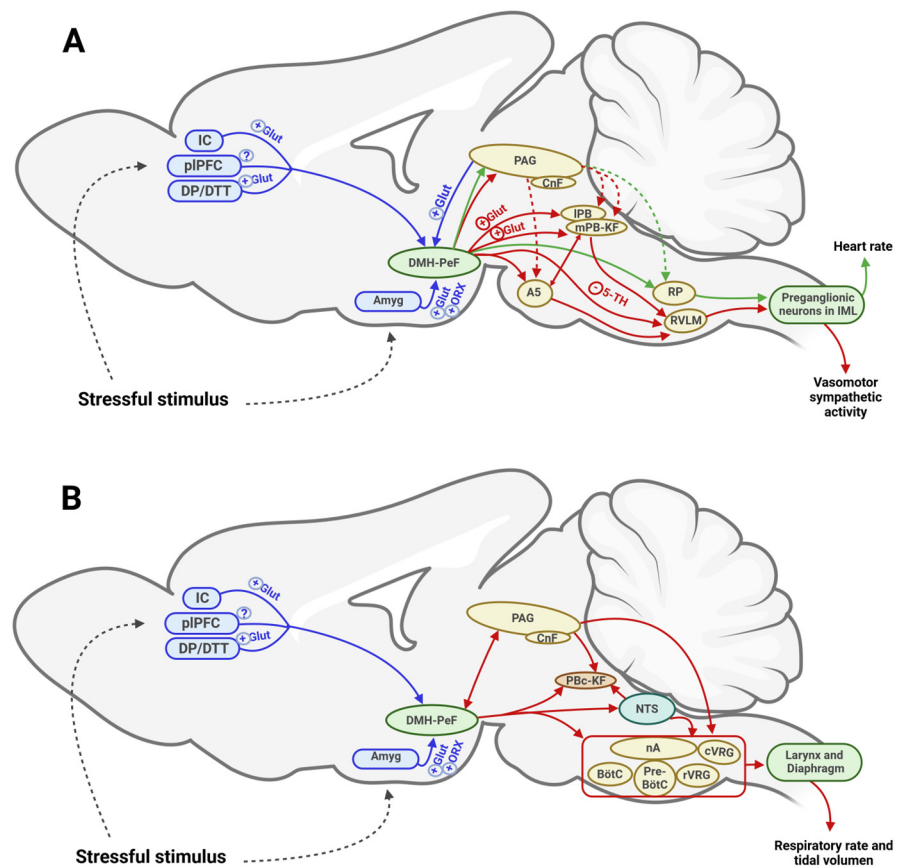 A
IC
+Glut
plPFC
?
DP/DTT
+Glut
PAG
CnF
+Glut
+Glut
+Glut
lPB
mPB-KF
DMH-PeF
Amyg
+Glut
+ORX
A5
-5-TH
RP
RVLM
Heart rate
Preganglionic
neurons in IML
Vasomotor
sympathetic
activity
Stressful stimulus
B
IC
+Glut
plPFC
?
DP/DTT
+Glut
PAG
CnF
PBc-KF
NTS
DMH-PeF
Amyg
+Glut
+ORX
nA
cVRG
BötC
Pre-
BötC
rVRG
Larynx and
Diaphragm
Respiratory rate and
tidal volumen
Stressful stimulus